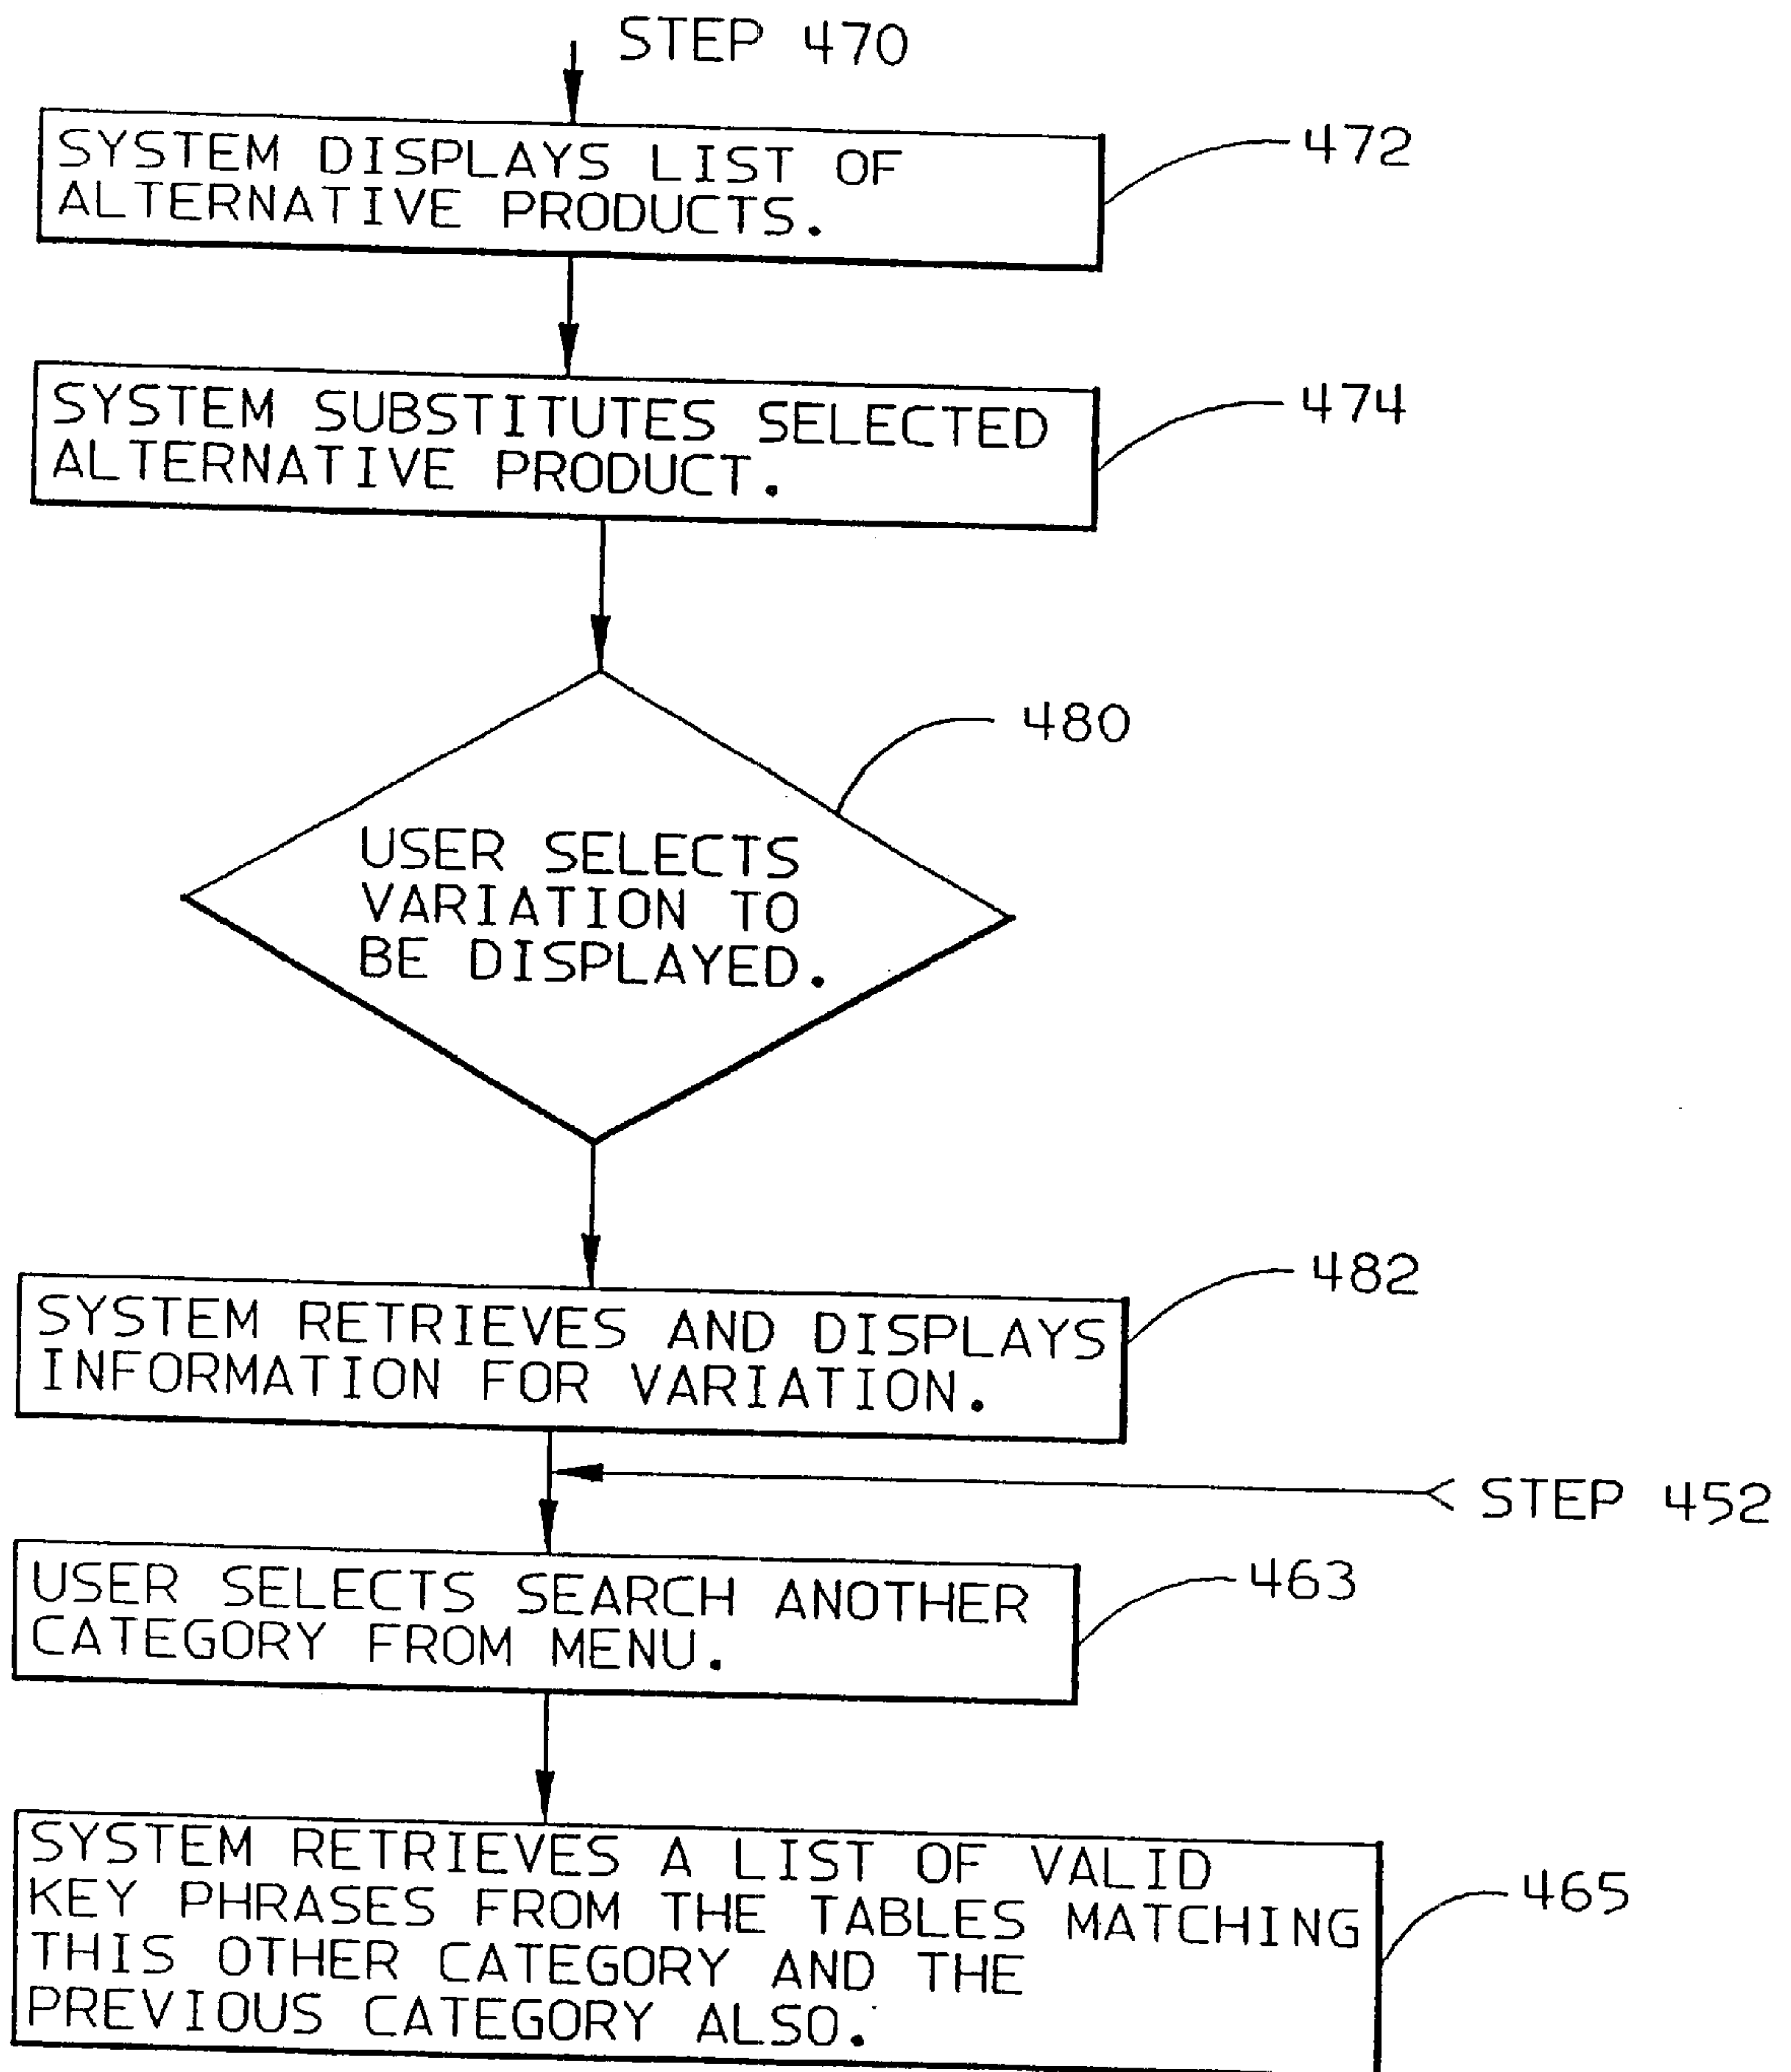 STEP 470
SYSTEM DISPLAYS LIST OF
ALTERNATIVE PRODUCTS.
472
SYSTEM SUBSTITUTES SELECTED
ALTERNATIVE PRODUCT.
474
480
USER SELECTS
VARIATION TO
BE DISPLAYED.
SYSTEM RETRIEVES AND DISPLAYS
INFORMATION FOR VARIATION.
482
STEP 452
USER SELECTS SEARCH ANOTHER
CATEGORY FROM MENU.
463
SYSTEM RETRIEVES A LIST OF VALID
KEY PHRASES FROM THE TABLES MATCHING
THIS OTHER CATEGORY AND THE
PREVIOUS CATEGORY ALSO.
465